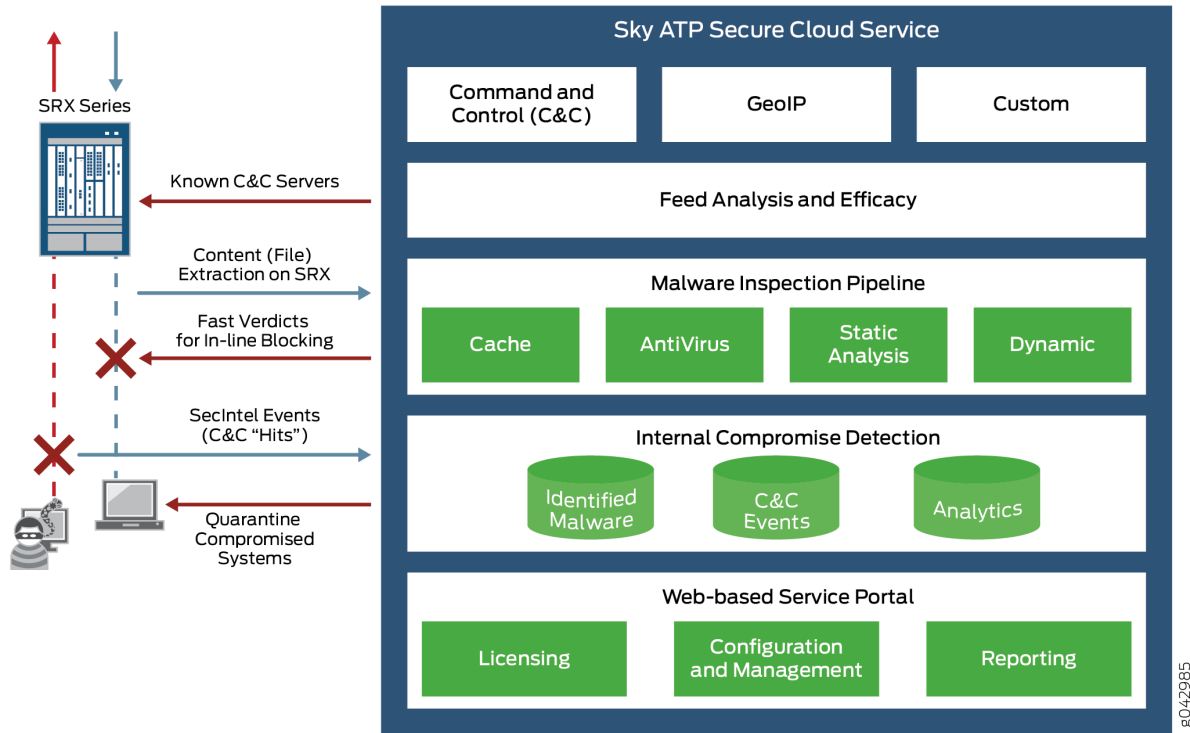 Sky ATP Secure Cloud Service
SRX Series
Command and
Control (C&C)
GeoIP
Custom
Known C&C Servers
Feed Analysis and Efficacy
Content (File)
Extraction on SRX
Malware Inspection Pipeline
Fast Verdicts
for In-line Blocking
Cache
AntiVirus
Static
Analysis
Dynamic
SecIntel Events
(C&C “Hits”)
Internal Compromise Detection
Identified
Malware
C&C
Events
Analytics
Quarantine
Compromised
Systems
Web-based Service Portal
Licensing
Configuration
and Management
Reporting
g042985